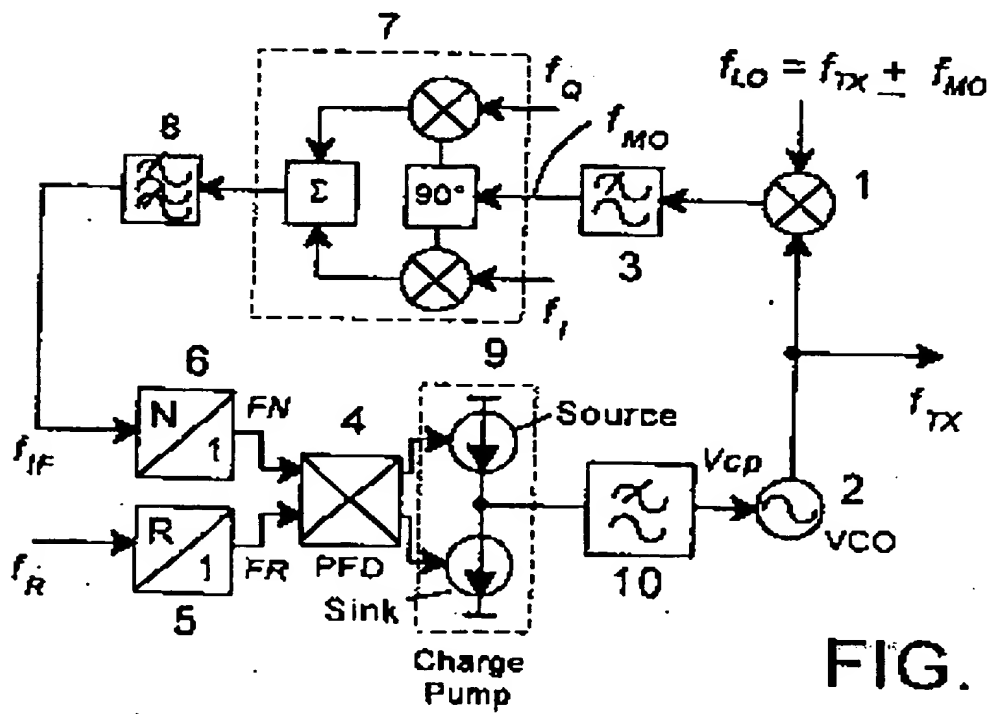 7
f_Q
f_LO = f_TX ± f_MO
8
f_MO
Σ
90°
1
3
f_I
9
6
N
1
FN
4
Source
f_TX
f_IF
Vcp
2
R
1
f_R
FR
PFD
VCO
5
Sink
10
Charge
Pump
FIG.